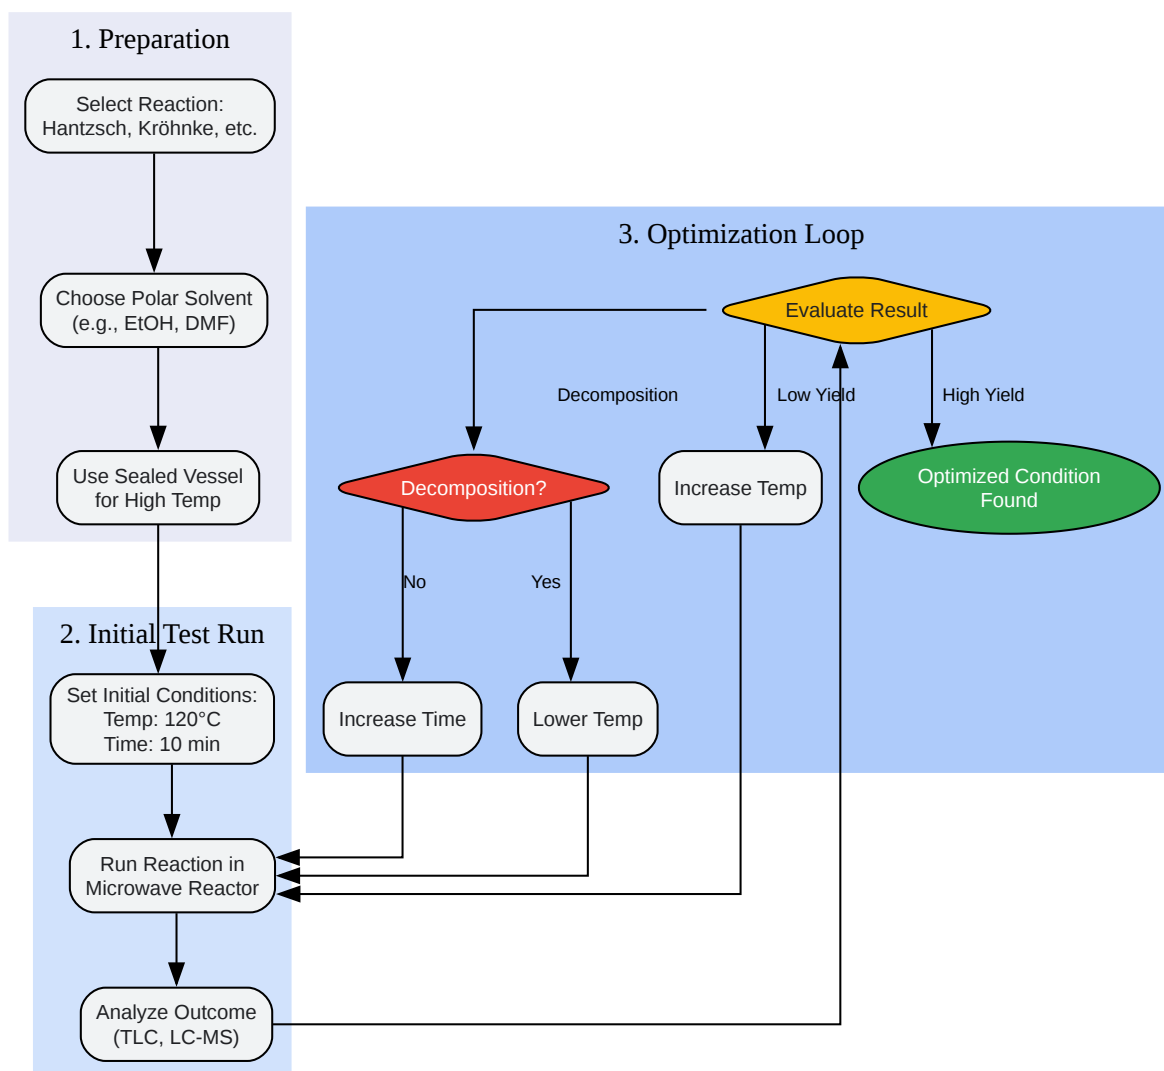 1. Preparation
Select Reaction:
Hantzsch, Kröhnke, etc.
Choose Polar Solvent
(e.g., EtOH, DMF)
Use Sealed Vessel
for High Temp
2. Initial Test Run
Set Initial Conditions:
Temp: 120°C
Time: 10 min
Run Reaction in
Microwave Reactor
Analyze Outcome
(TLC, LC-MS)
3. Optimization Loop
Evaluate Result
Decomposition
Low Yield
High Yield
Decomposition?
Increase Temp
Optimized Condition
Found
No
Yes
Increase Time
Lower Temp